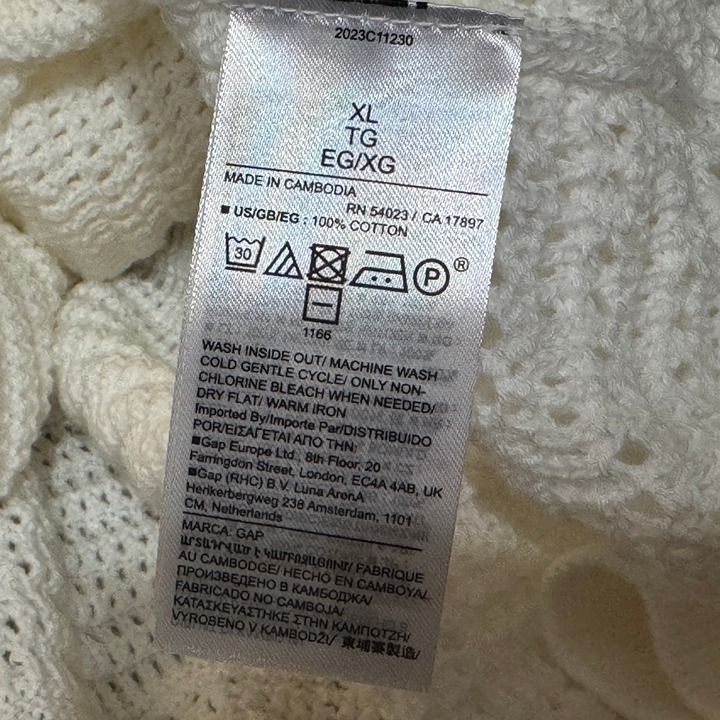 2023C11230
XL
TG
EG/XG
MADE IN CAMBODIA
RN 54023 / CA 17897
■ US/GB/EG : 100% COTTON
30 P ®
1166
WASH INSIDE OUT/ MACHINE WASH
COLD GENTLE CYCLE/ ONLY NON-
CHLORINE BLEACH WHEN NEEDED/
DRY FLAT/ WARM IRON
Imported By/Importe Par/DISTRIBUIDO
POR/ΕΙΣΑΓΕΤΑΙ ΑΠΟ ΤΗΝ:
■Gap Europe Ltd, 8th Floor, 20
Farringdon Street, London, EC4A 4AB, UK
■Gap (RHC) B.V. Luna ArenA
Herikerbergweg 238 Amsterdam, 1101
CM, Netherlands
MARCA: GAP
ԱՐՏԱԴՐՎԱԾ Է ԿԱՄԲՈՋԱՅՈՒՄ/ FABRIQUE
AU CAMBODGE/ HECHO EN CAMBOYA/
ПРОИЗВЕДЕНО В КАМБОДЖА/
FABRICADO NO CAMBOJA/
ΚΑΤΑΣΚΕΥΑΣΤΗΚΕ ΣΤΗΝ ΚΑΜΠΟΤΖΗ/
VYROBENO V KAMBODŽI/ 柬埔寨製造/